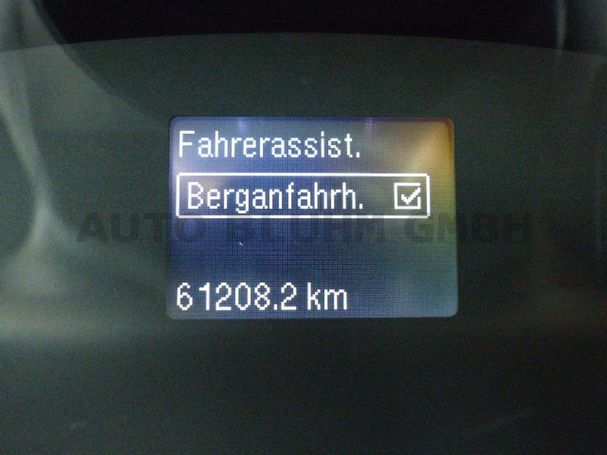 Fahrerassist.
Berganfahrh.
AUTO BLUHM GMBH
61208.2 km